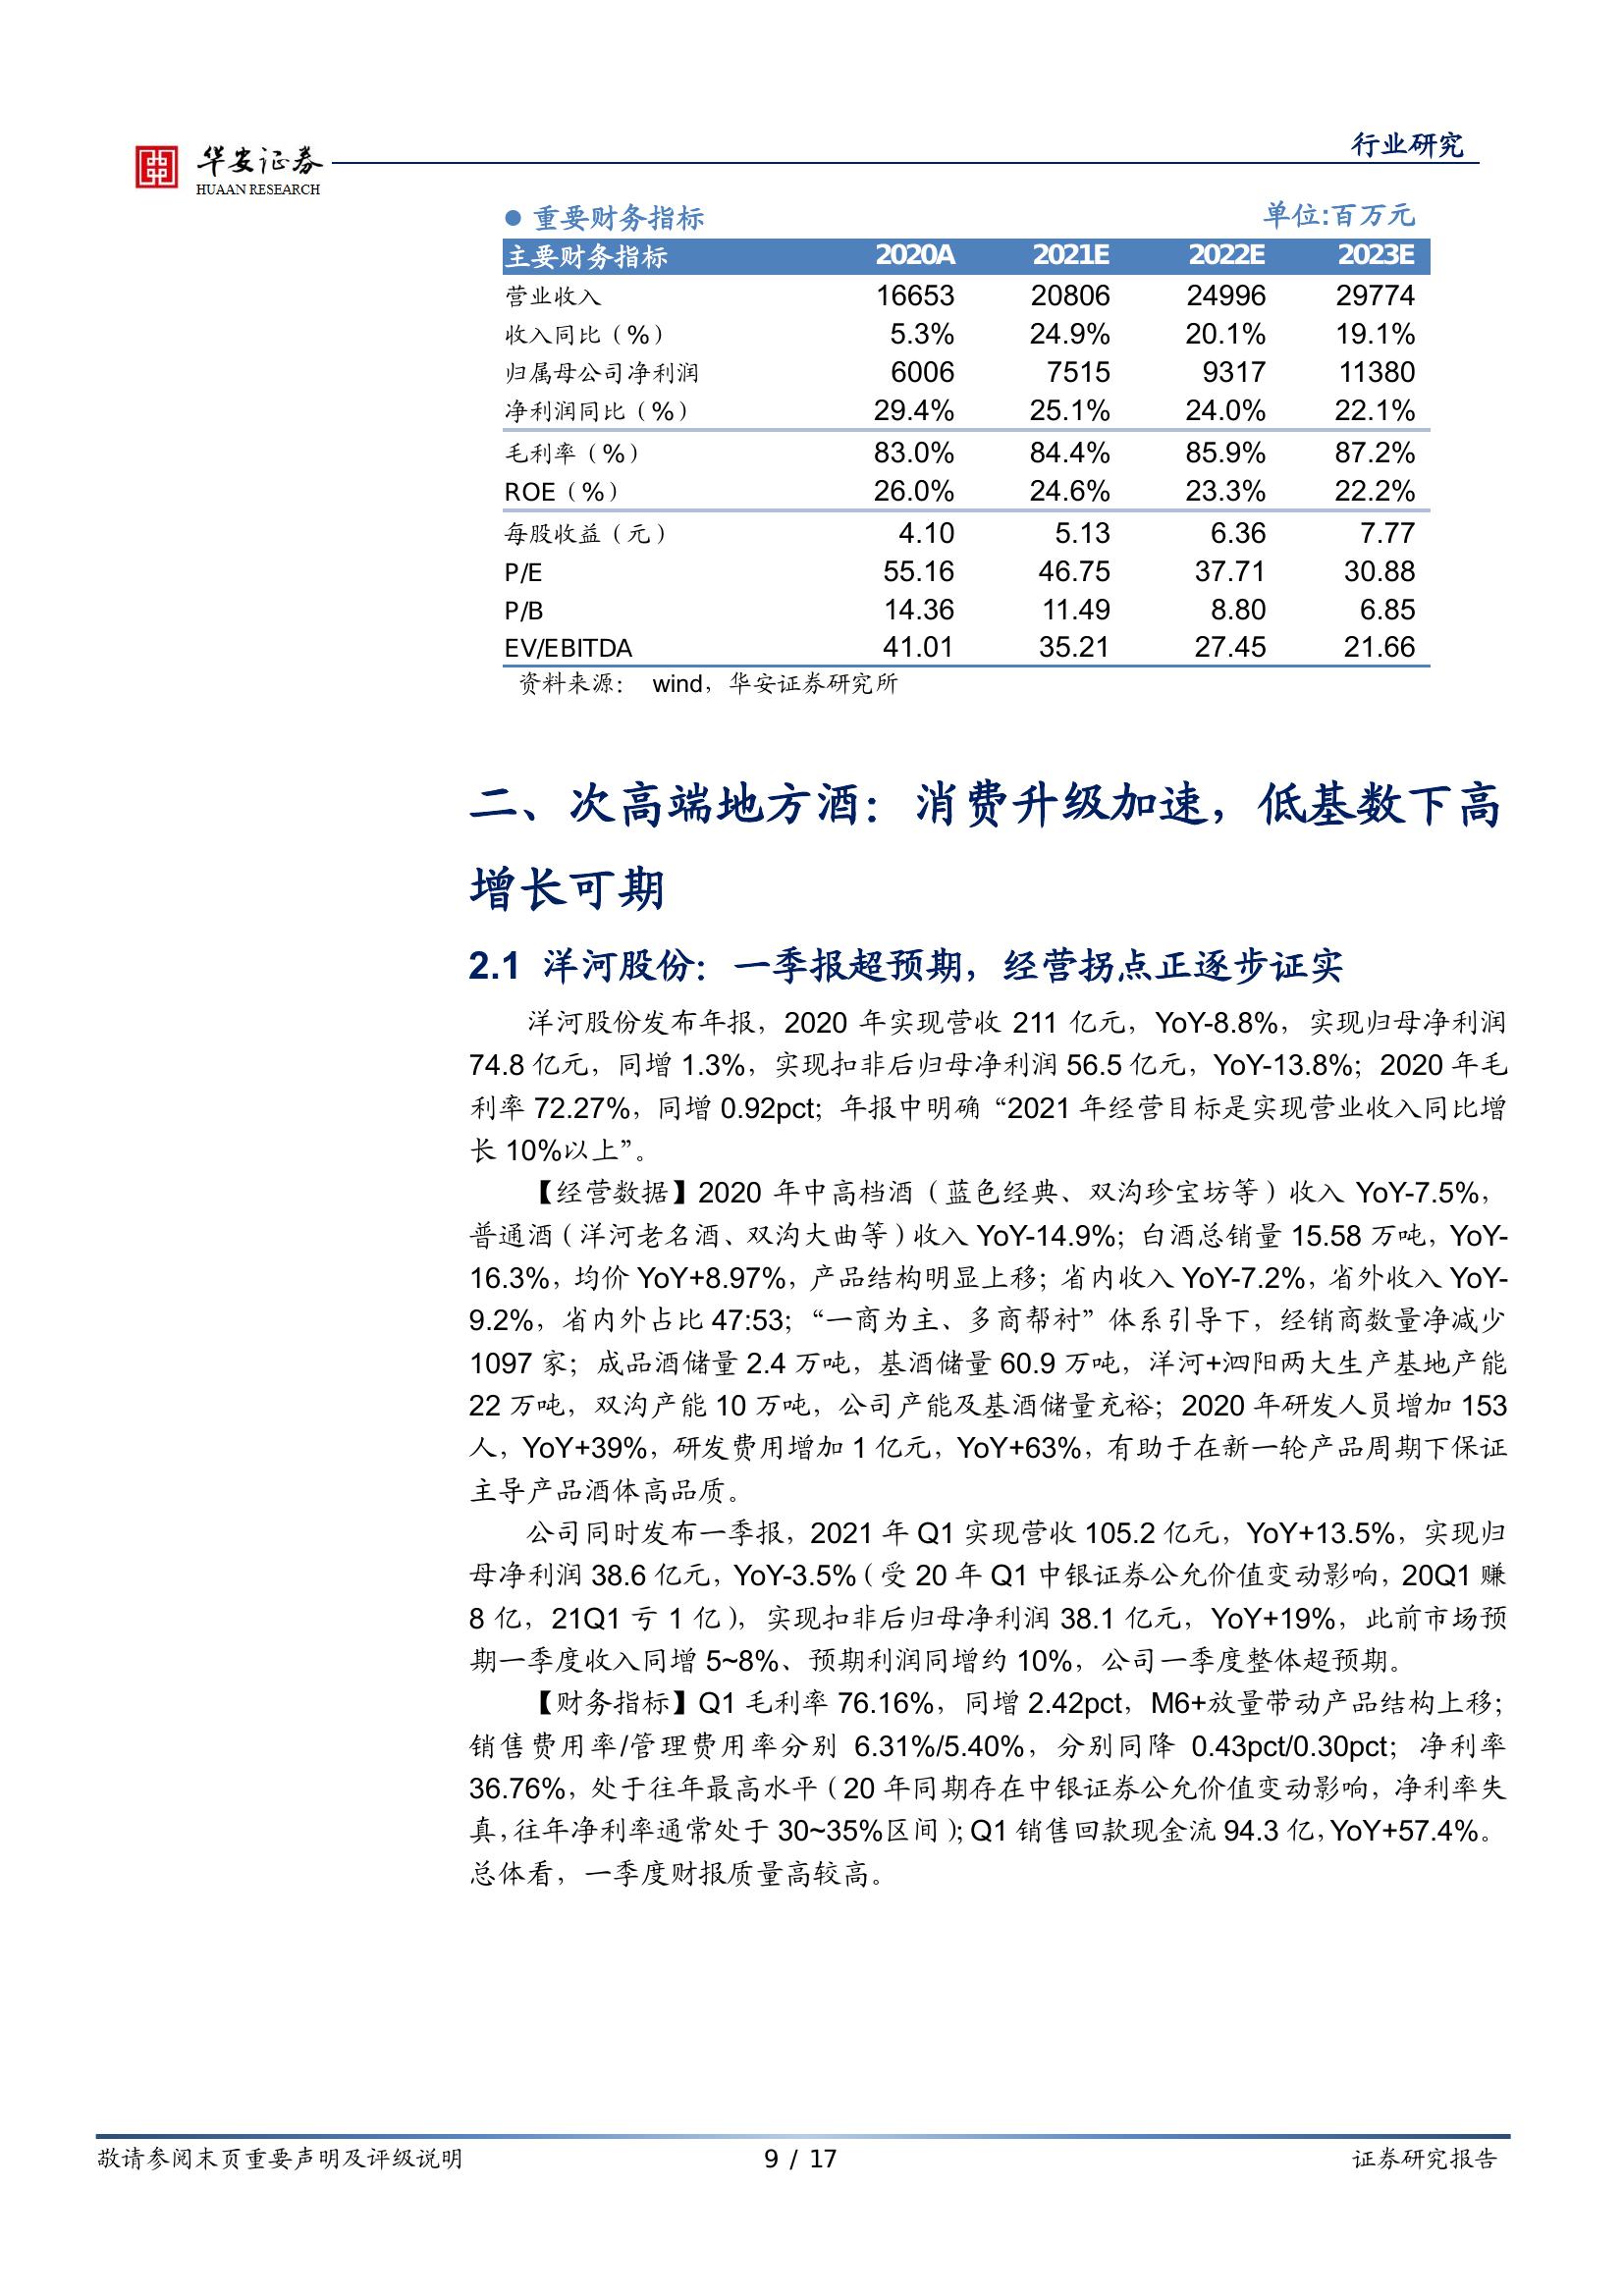 华安证券
HUAAN RESEARCH
行业研究
● 重要财务指标 单位:百万元
主要财务指标 2020A 2021E 2022E 2023E
营业收入 16653 20806 24996 29774
收入同比（%） 5.3% 24.9% 20.1% 19.1%
归属母公司净利润 6006 7515 9317 11380
净利润同比（%） 29.4% 25.1% 24.0% 22.1%
毛利率（%） 83.0% 84.4% 85.9% 87.2%
ROE（%） 26.0% 24.6% 23.3% 22.2%
每股收益（元） 4.10 5.13 6.36 7.77
P/E 55.16 46.75 37.71 30.88
P/B 14.36 11.49 8.80 6.85
EV/EBITDA 41.01 35.21 27.45 21.66
资料来源： wind，华安证券研究所
二、次高端地方酒：消费升级加速，低基数下高
增长可期
2.1 洋河股份：一季报超预期，经营拐点正逐步证实
洋河股份发布年报，2020 年实现营收 211 亿元，YoY-8.8%，实现归母净利润
74.8 亿元，同增 1.3%，实现扣非后归母净利润 56.5 亿元，YoY-13.8%；2020 年毛
利率 72.27%，同增 0.92pct；年报中明确“2021 年经营目标是实现营业收入同比增
长 10%以上”。
【经营数据】2020 年中高档酒（蓝色经典、双沟珍宝坊等）收入 YoY-7.5%，
普通酒（洋河老名酒、双沟大曲等）收入 YoY-14.9%；白酒总销量 15.58 万吨，YoY-
16.3%，均价 YoY+8.97%，产品结构明显上移；省内收入 YoY-7.2%，省外收入 YoY-
9.2%，省内外占比 47:53；“一商为主、多商帮衬”体系引导下，经销商数量净减少
1097 家；成品酒储量 2.4 万吨，基酒储量 60.9 万吨，洋河+泗阳两大生产基地产能
22 万吨，双沟产能 10 万吨，公司产能及基酒储量充裕；2020 年研发人员增加 153
人，YoY+39%，研发费用增加 1 亿元，YoY+63%，有助于在新一轮产品周期下保证
主导产品酒体高品质。
公司同时发布一季报，2021 年 Q1 实现营收 105.2 亿元，YoY+13.5%，实现归
母净利润 38.6 亿元，YoY-3.5%（受 20 年 Q1 中银证券公允价值变动影响，20Q1 赚
8 亿，21Q1 亏 1 亿），实现扣非后归母净利润 38.1 亿元，YoY+19%，此前市场预
期一季度收入同增 5~8%、预期利润同增约 10%，公司一季度整体超预期。
【财务指标】Q1 毛利率 76.16%，同增 2.42pct，M6+放量带动产品结构上移；
销售费用率/管理费用率分别 6.31%/5.40%，分别同降 0.43pct/0.30pct；净利率
36.76%，处于往年最高水平（20 年同期存在中银证券公允价值变动影响，净利率失
真，往年净利率通常处于 30~35%区间）；Q1 销售回款现金流 94.3 亿，YoY+57.4%。
总体看，一季度财报质量高较高。
敬请参阅末页重要声明及评级说明 9 / 17 证券研究报告